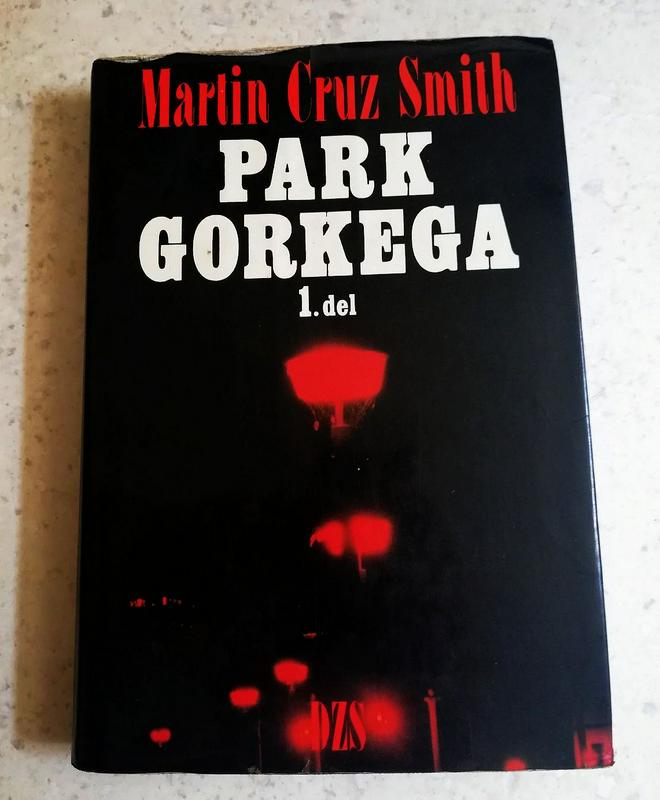 Martin Cruz Smith
PARK
GORKEGA
1. del
DZS